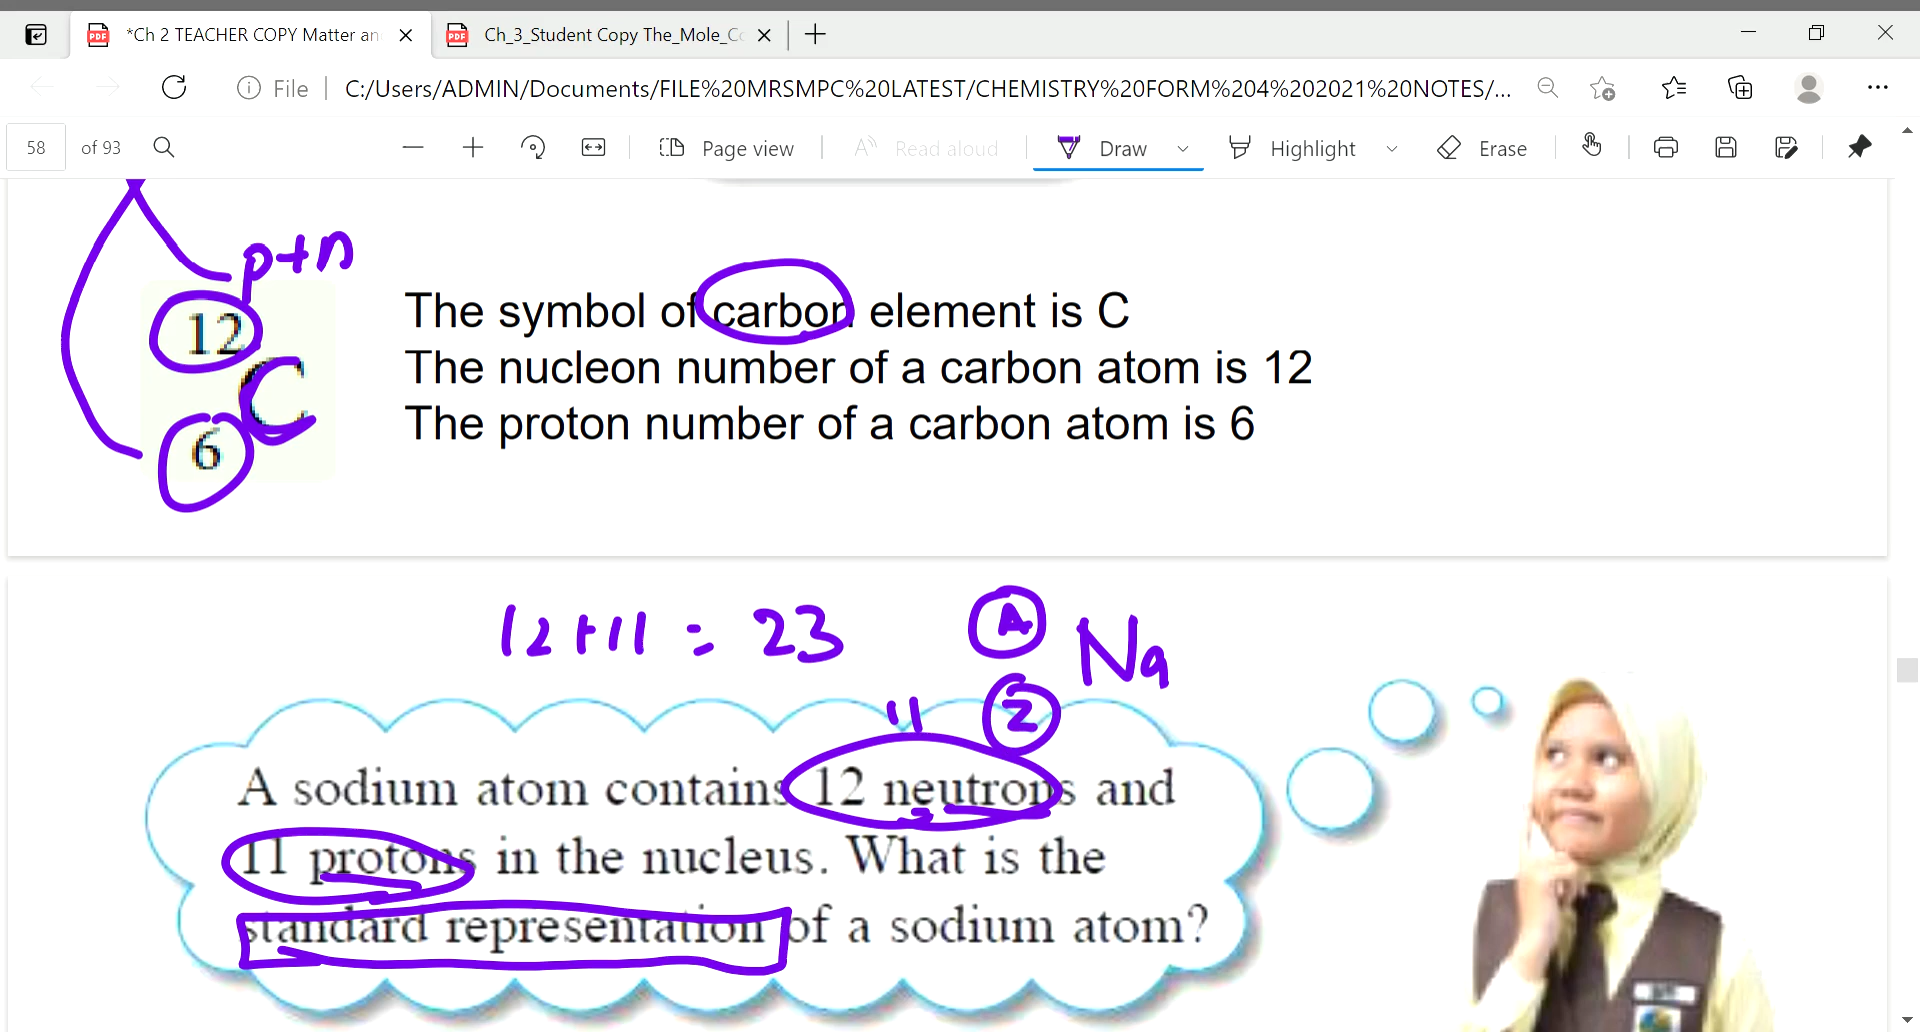 *Ch 2 TEACHER COPY Matter an
Ch_3_Student Copy The_Mole_Co
File
C:/Users/ADMIN/Documents/FILE%20MRSMPC%20LATEST/CHEMISTRY%20FORM%204%202021%20NOTES/...
58 of 93
Page view
Read aloud
Draw
Highlight
Erase
p+n
12
C
6
The symbol of carbon element is C
The nucleon number of a carbon atom is 12
The proton number of a carbon atom is 6
12+11 = 23
A
Na
11
Z
A sodium atom contains 12 neutrons and
11 protons in the nucleus. What is the
standard representation of a sodium atom?